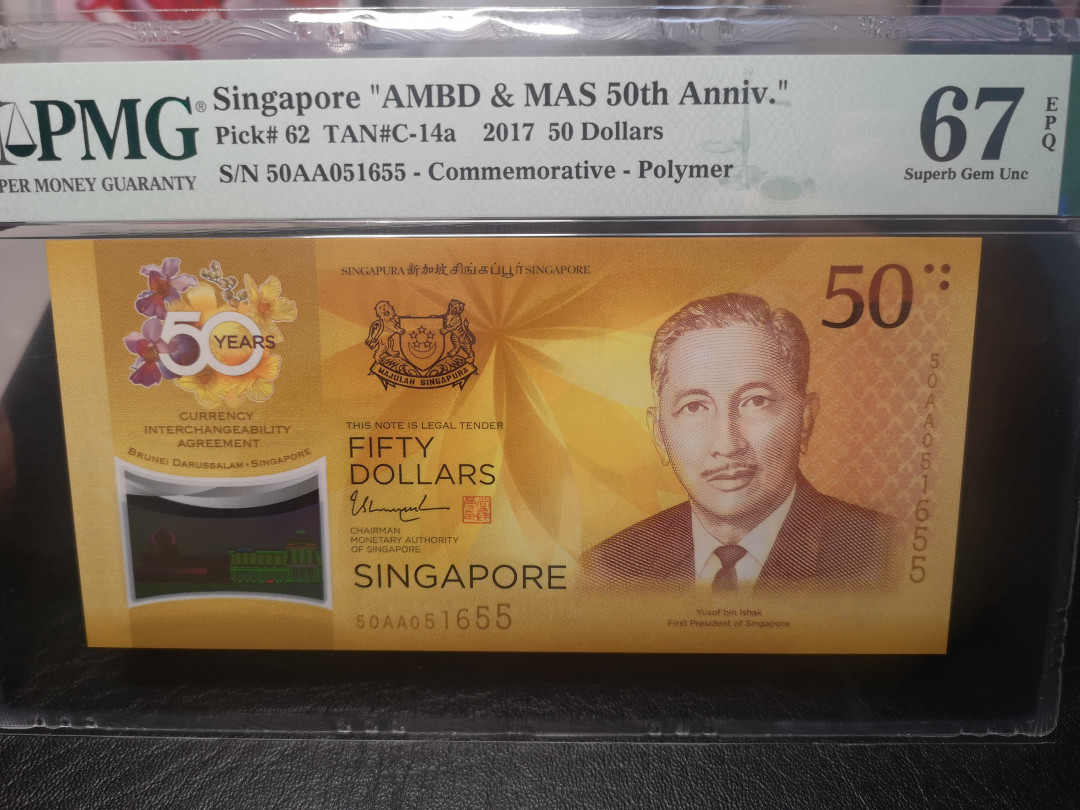 PMG®
PER MONEY GUARANTY
Singapore "AMBD & MAS 50th Anniv."
Pick# 62 TAN#C-14a 2017 50 Dollars
S/N 50AA051655 - Commemorative - Polymer
67
EPQ
Superb Gem Unc
SINGAPURA 新加坡 சிங்கப்பூர் SINGAPORE
50
50 YEARS
CURRENCY
INTERCHANGEABILITY
AGREEMENT
BRUNEI DARUSSALAM • SINGAPORE
MAJULAH SINGAPURA
THIS NOTE IS LEGAL TENDER
FIFTY
DOLLARS
CHAIRMAN
MONETARY AUTHORITY
OF SINGAPORE
SINGAPORE
50AA051655
50AA051655
Yusof bin Ishak
First President of Singapore